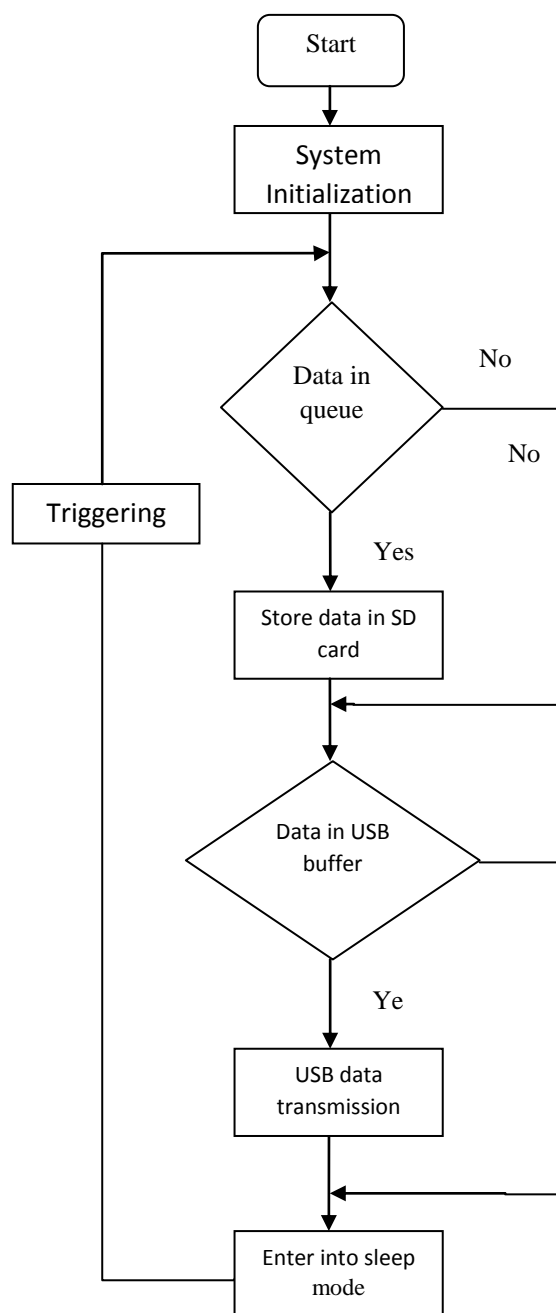 Start
System
Initialization
Data in
queue
No
No
Triggering
Yes
Store data in SD
card
Data in USB
buffer
Ye
USB data
transmission
Enter into sleep
mode